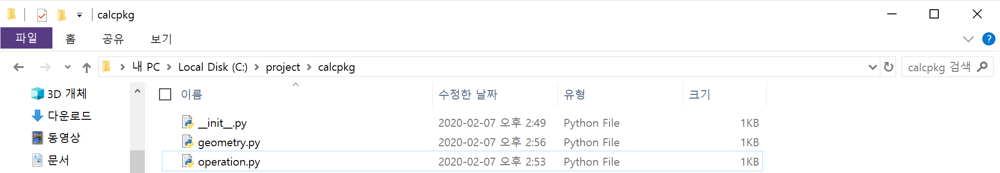 calcpkg
파일 홈 공유 보기 ?
내 PC > Local Disk (C:) > project > calcpkg calcpkg 검색
3D 개체
다운로드
동영상
문서
이름 수정한 날짜 유형 크기
__init__.py 2020-02-07 오후 2:49 Python File 1KB
geometry.py 2020-02-07 오후 2:56 Python File 1KB
operation.py 2020-02-07 오후 2:53 Python File 1KB